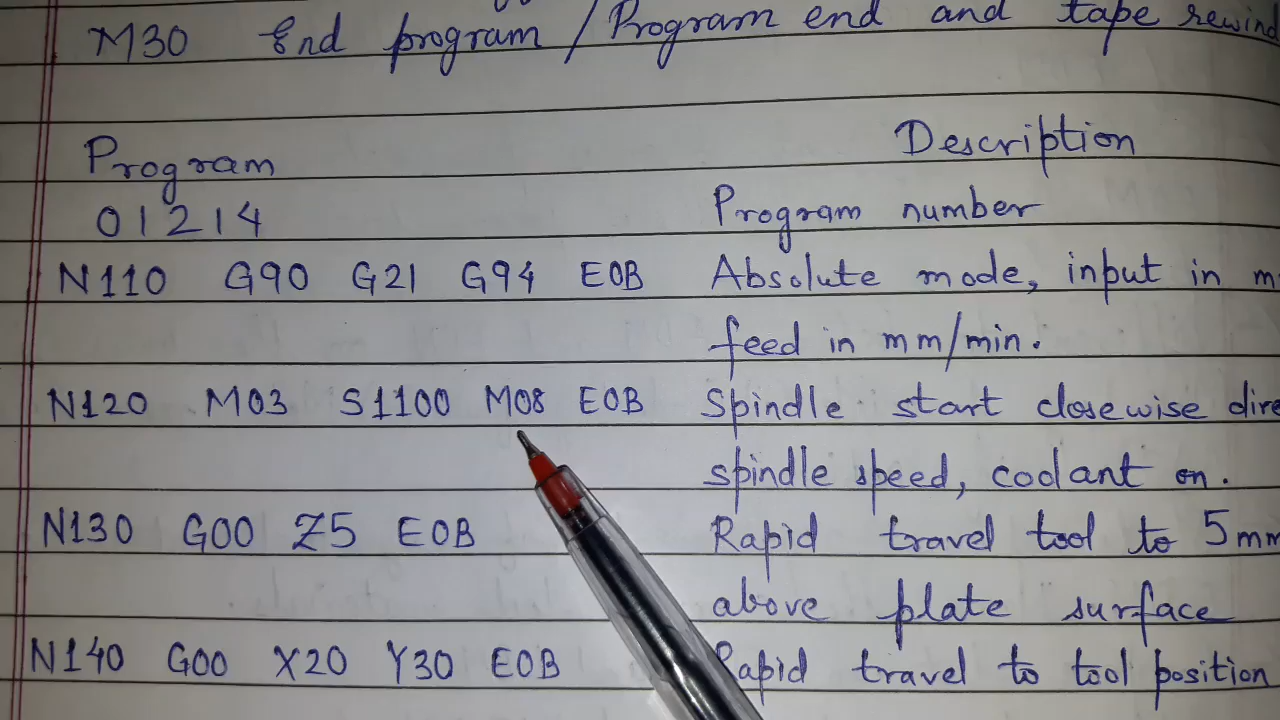 M30 End program / Program end and tape rewind
Program Description
01214 Program number
N110 G90 G21 G94 EOB Absolute mode, input in m
feed in mm/min.
N120 M03 S1100 M08 EOB Spindle start closewise dire
spindle speed, coolant on.
N130 G00 Z5 EOB Rapid travel tool to 5mm
above plate surface
N140 G00 X20 Y30 EOB Rapid travel to tool position